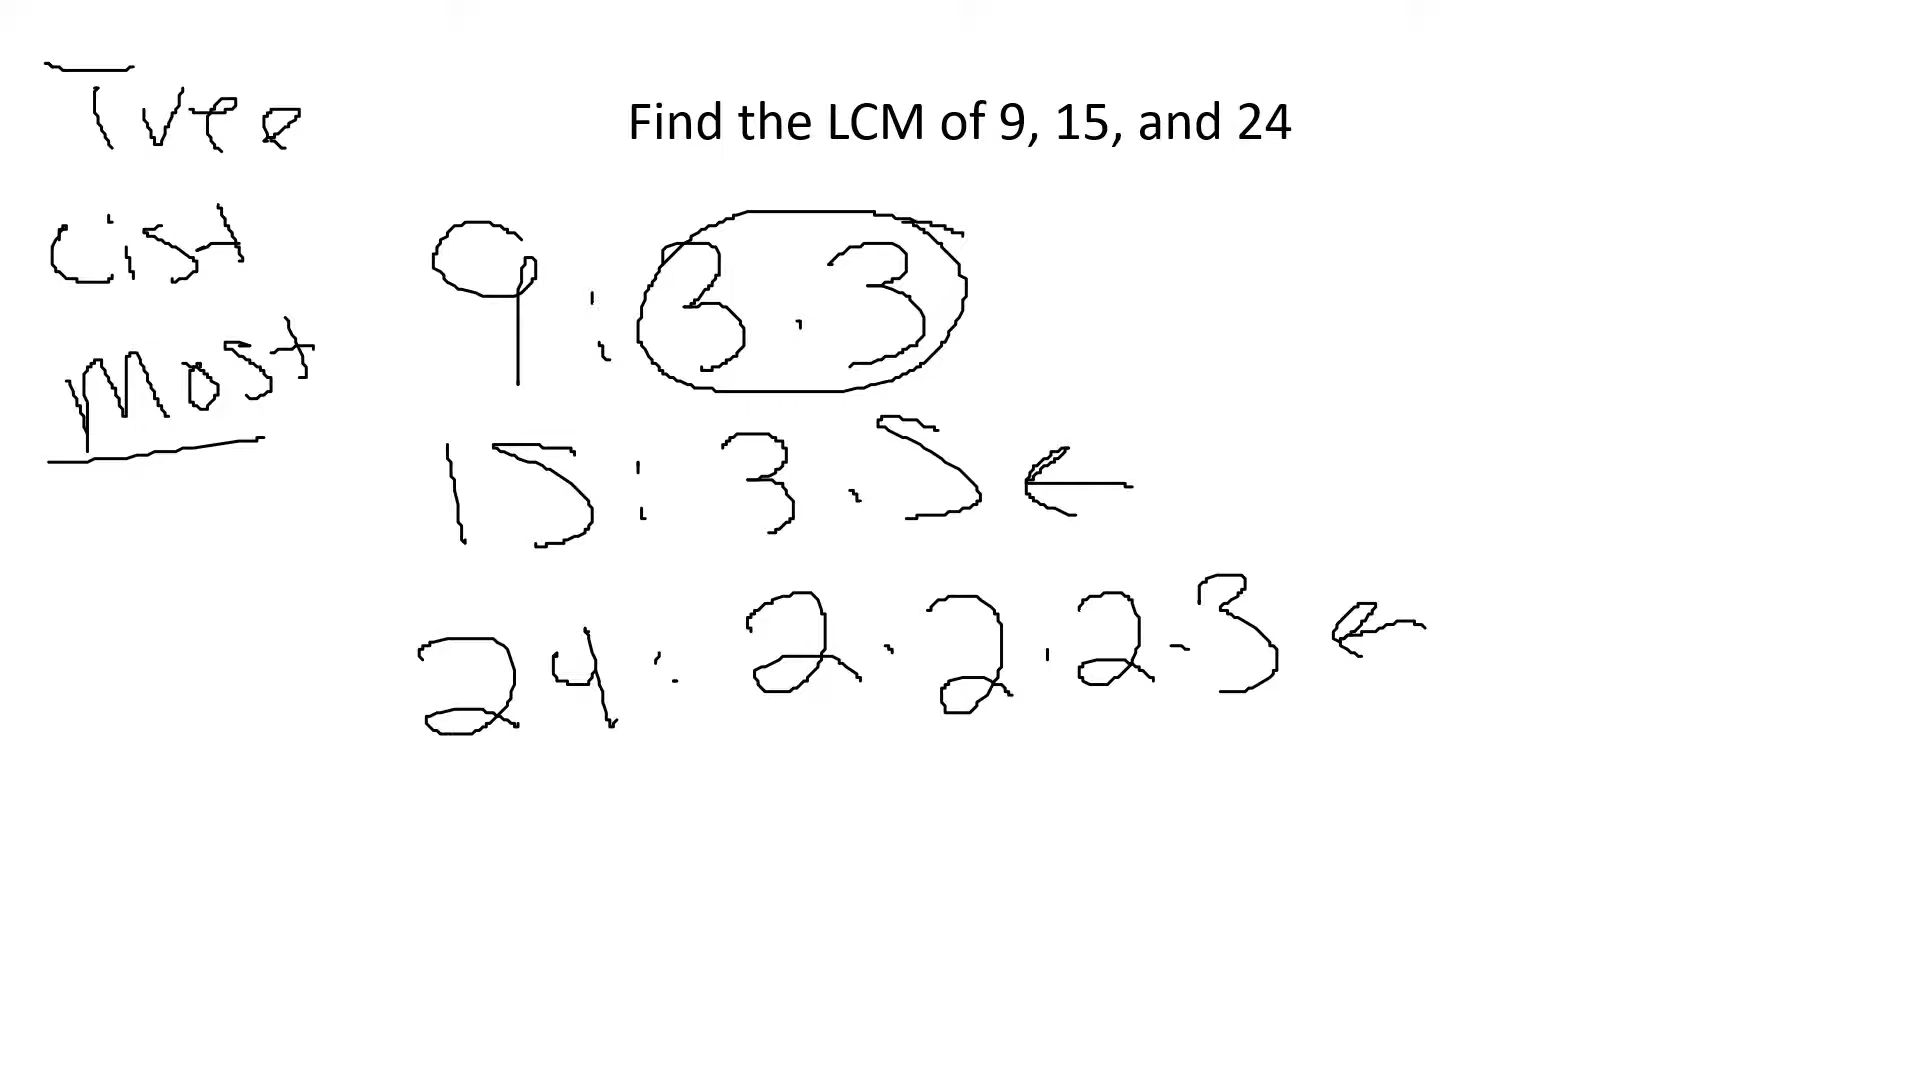 Find the LCM of 9, 15, and 24
Tree
List
Most
9 : 3 . 3
15 : 3 . 5
24 : 2 . 2 . 2 . 3